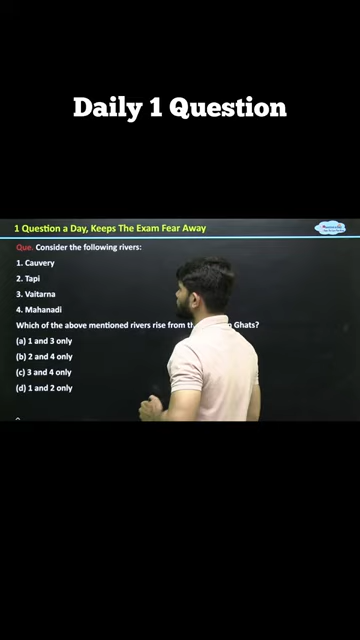 Daily 1 Question
1 Question a Day, Keeps The Exam Fear Away
Que. Consider the following rivers:
1. Cauvery
2. Tapi
3. Vaitarna
4. Mahanadi
Which of the above mentioned rivers rise from Ghats?
(a) 1 and 3 only
(b) 2 and 4 only
(c) 3 and 4 only
(d) 1 and 2 only